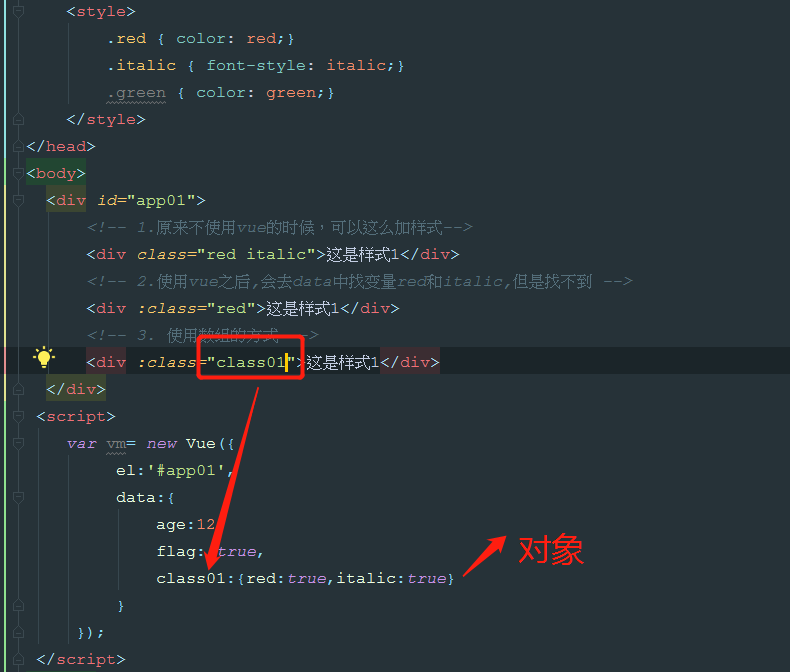 <style>
.red { color: red;}
.italic { font-style: italic;}
.green { color: green;}
</style>
</head>
<body>
<div id="app01">
<!-- 1.原来不使用vue的时候，可以这么加样式-->
<div class="red italic">这是样式1</div>
<!-- 2.使用vue之后,会去data中找变量red和italic,但是找不到 -->
<div :class="red">这是样式1</div>
<!-- 3. 使用数组的方式 -->
<div :class="class01">这是样式1</div>
</div>
<script>
var vm= new Vue({
el:'#app01',
data:{
age:12
flag: true,
对象
class01:{red:true,italic:true}
}
});
</script>